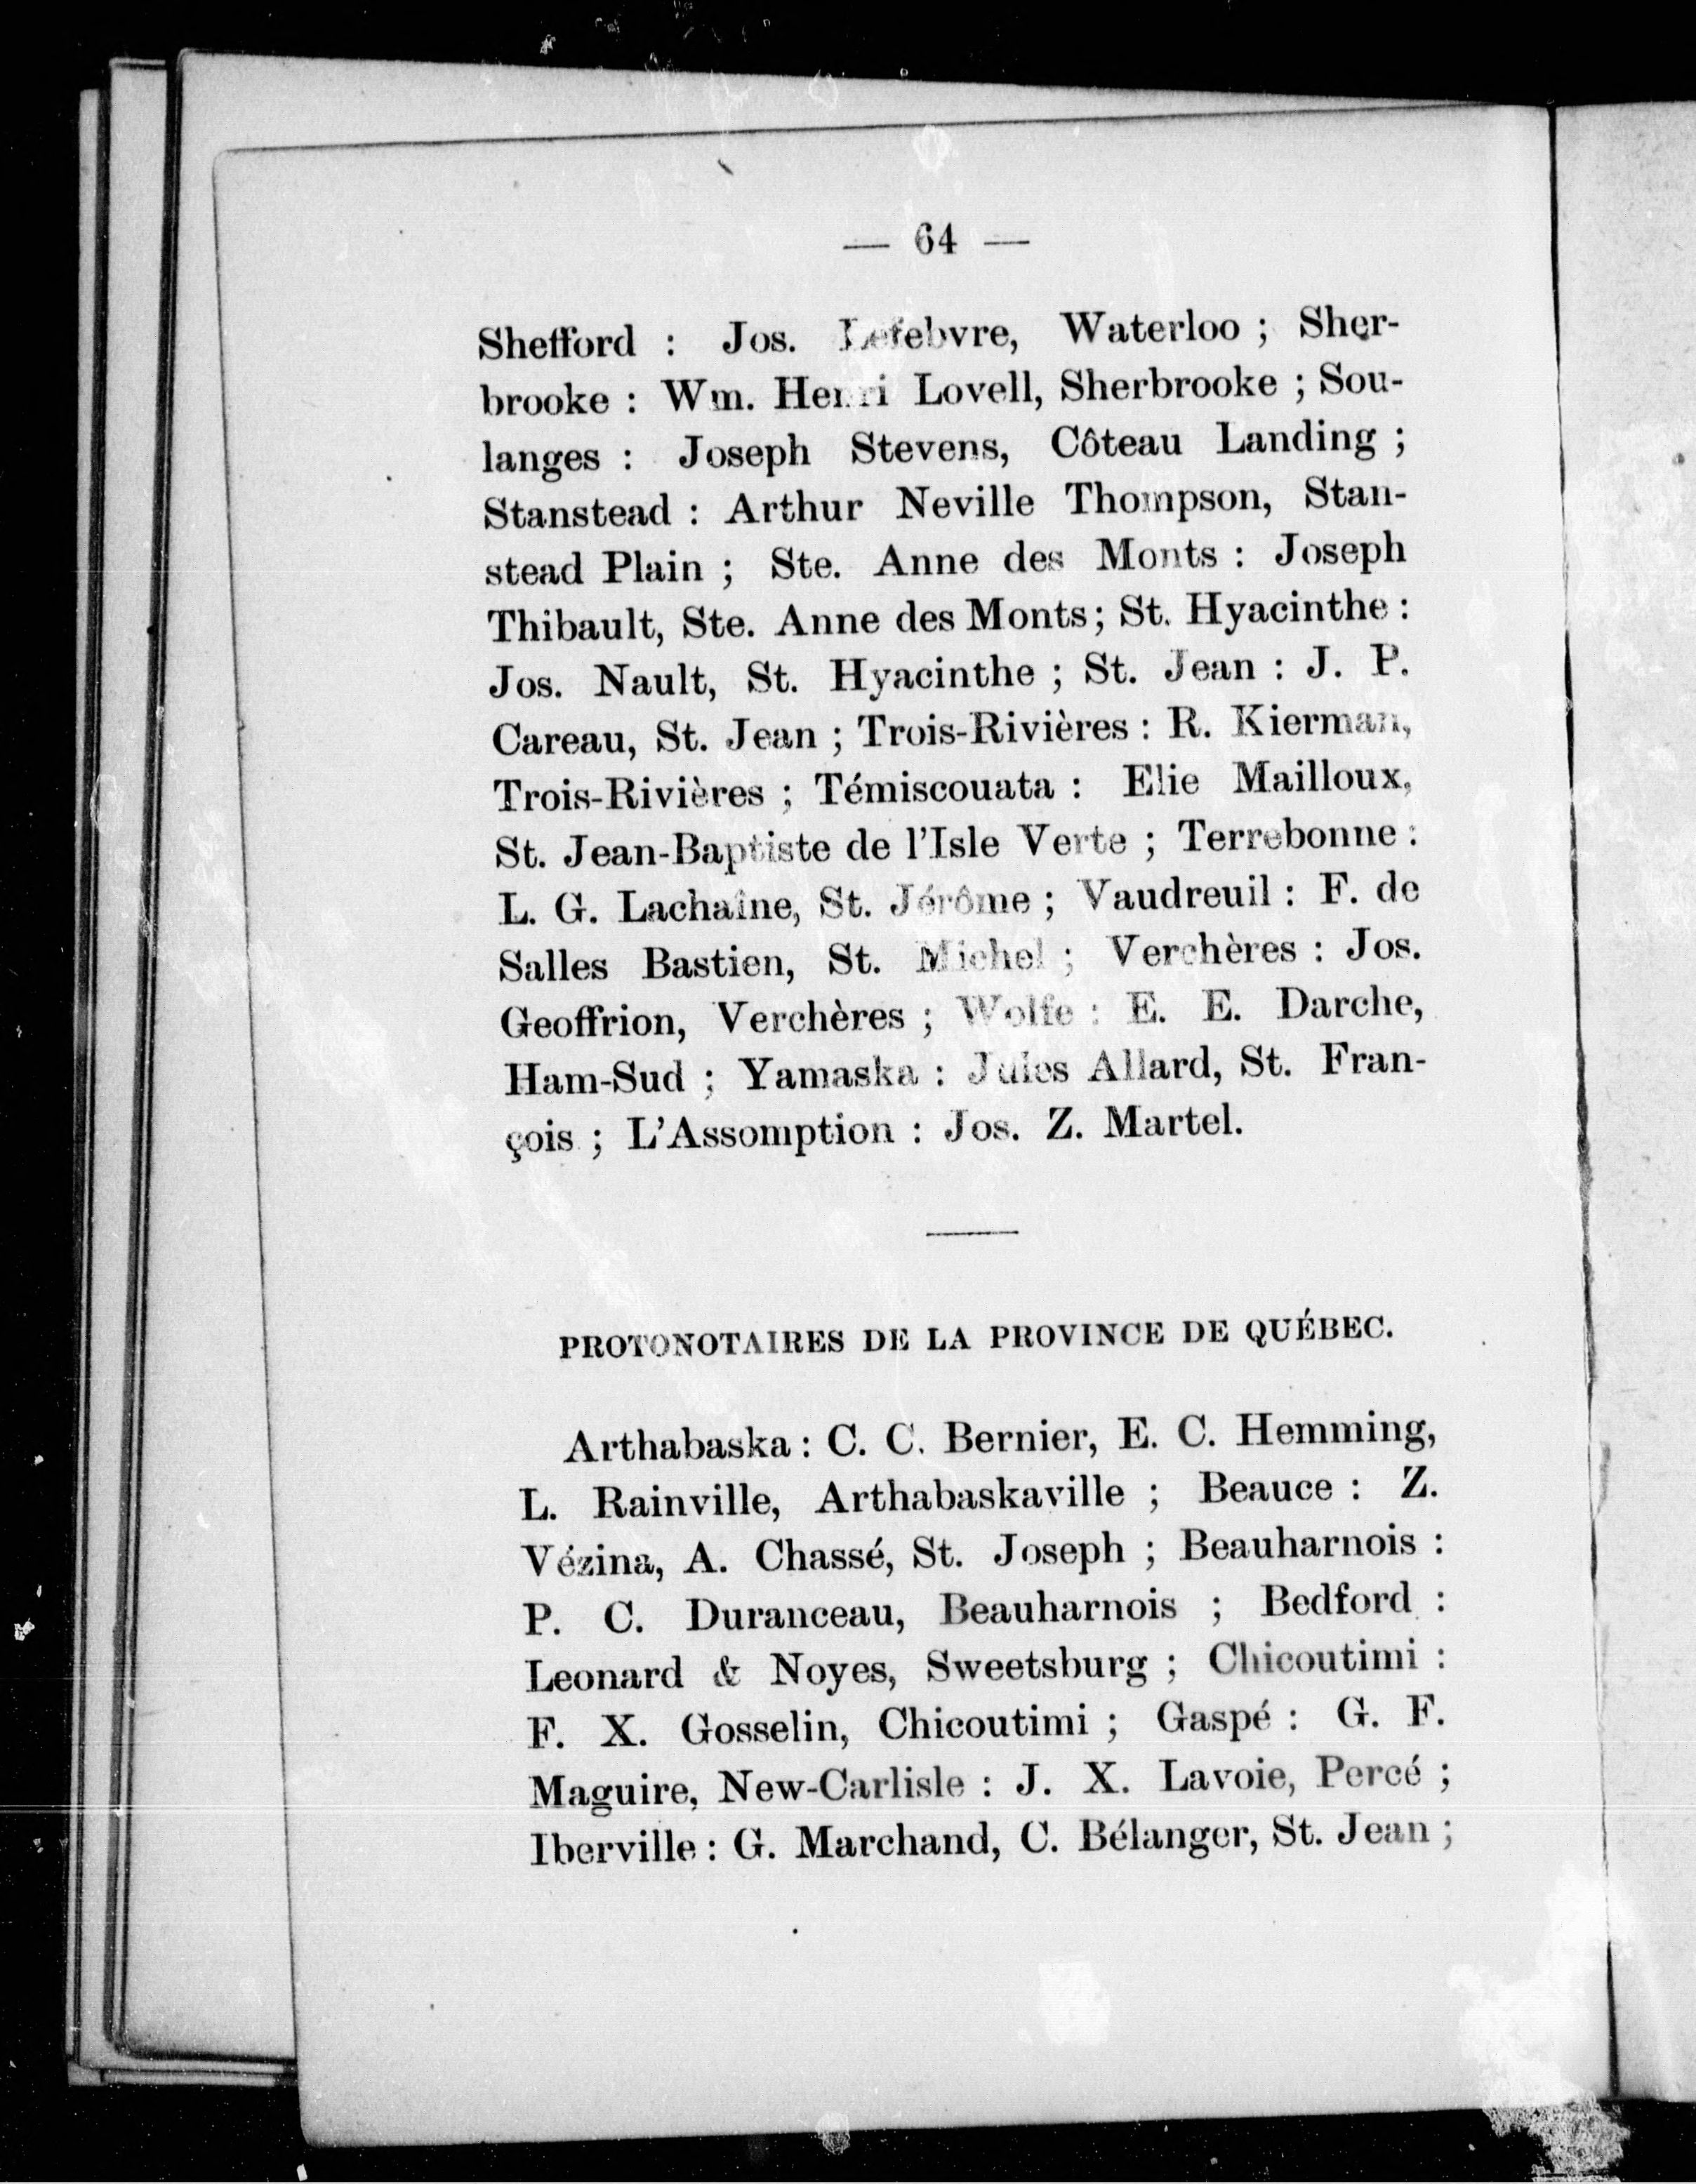 — 64 —
Shefford : Jos. Lefebvre, Waterloo ; Sher-
brooke : Wm. Henri Lovell, Sherbrooke ; Sou-
langes : Joseph Stevens, Côteau Landing ;
Stanstead : Arthur Neville Thompson, Stan-
stead Plain ; Ste. Anne des Monts : Joseph
Thibault, Ste. Anne des Monts ; St. Hyacinthe :
Jos. Nault, St. Hyacinthe ; St. Jean : J. P.
Careau, St. Jean ; Trois-Rivières : R. Kierman,
Trois-Rivières ; Témiscouata : Elie Mailloux,
St. Jean-Baptiste de l'Isle Verte ; Terrebonne :
L. G. Lachaîne, St. Jérôme ; Vaudreuil : F. de
Salles Bastien, St. Michel ; Verchères : Jos.
Geoffrion, Verchères ; Wolfe : E. E. Darche,
Ham-Sud ; Yamaska : Jules Allard, St. Fran-
çois ; L'Assomption : Jos. Z. Martel.
PROTONOTAIRES DE LA PROVINCE DE QUÉBEC.
Arthabaska : C. C. Bernier, E. C. Hemming,
L. Rainville, Arthabaskaville ; Beauce : Z.
Vézina, A. Chassé, St. Joseph ; Beauharnois :
P. C. Duranceau, Beauharnois ; Bedford :
Leonard & Noyes, Sweetsburg ; Chicoutimi :
F. X. Gosselin, Chicoutimi ; Gaspé : G. F.
Maguire, New-Carlisle : J. X. Lavoie, Percé ;
Iberville : G. Marchand, C. Bélanger, St. Jean ;